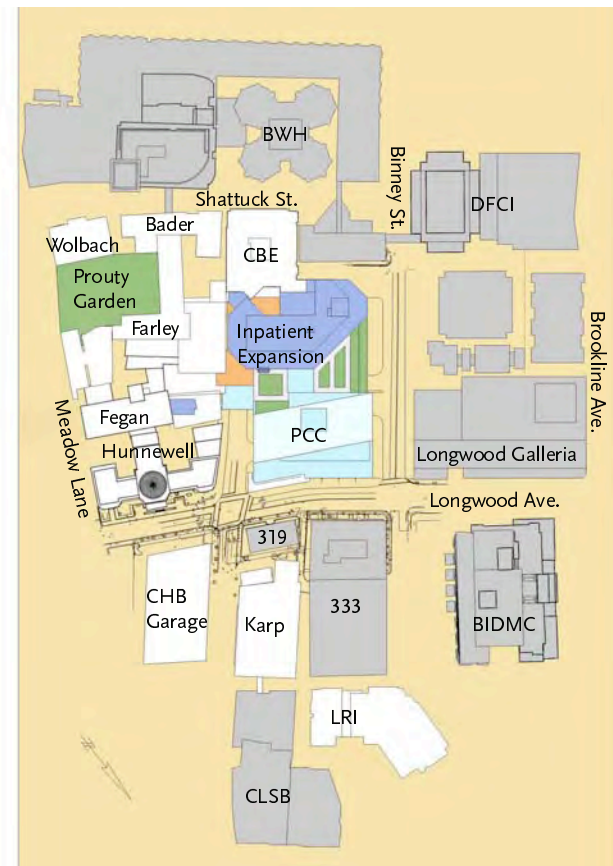 BWH
Binney St.
DFCI
Shattuck St.
Bader
Wolbach
CBE
Prouty
Garden
Farley
Inpatient
Expansion
Brookline Ave.
Meadow Lane
Fegan
PCC
Hunnewell
Longwood Galleria
Longwood Ave.
319
CHB
Garage
Karp
333
BIDMC
LRI
CLSB